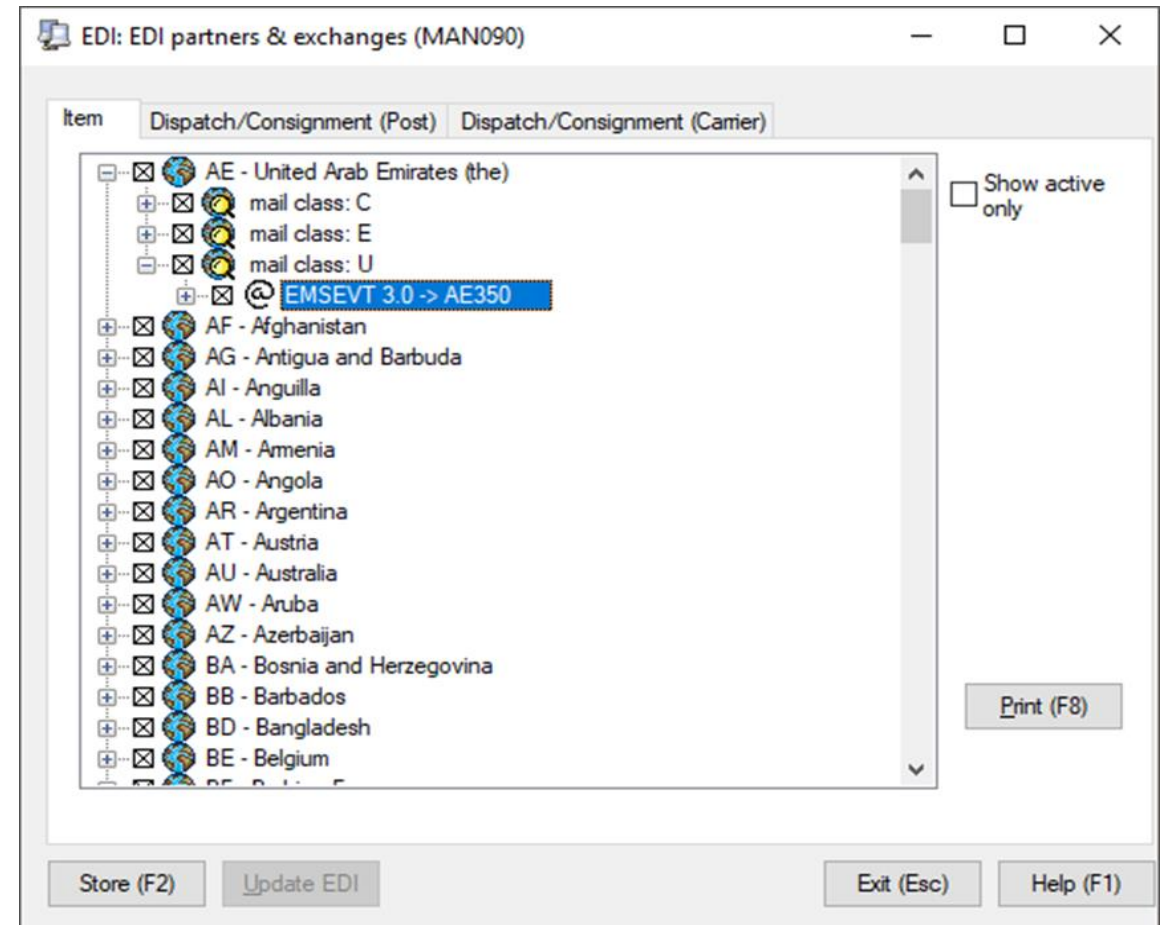 EDI: EDI partners & exchanges (MAN090)
Item Dispatch/Consignment (Post) Dispatch/Consignment (Carrier)
AE - United Arab Emirates (the)
Show active
only
mail class: C
mail class: E
mail class: U
@ EMSEVT 3.0 -> AE350
AF - Afghanistan
AG - Antigua and Barbuda
AI - Anguilla
AL - Albania
AM - Armenia
AO - Angola
AR - Argentina
AT - Austria
AU - Australia
AW - Aruba
AZ - Azerbaijan
BA - Bosnia and Herzegovina
BB - Barbados
BD - Bangladesh
BE - Belgium
Print (F8)
Store (F2) Update EDI Exit (Esc) Help (F1)